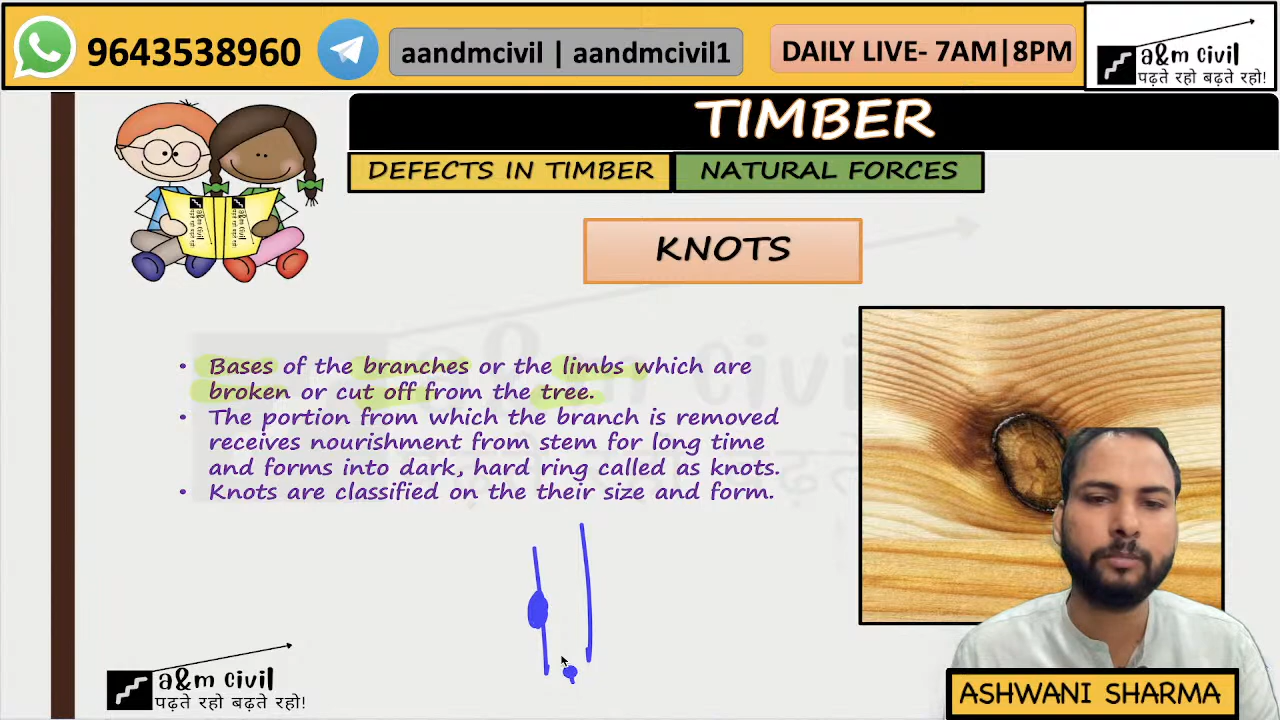 9643538960
aandmcivil | aandmcivil1
DAILY LIVE- 7AM|8PM
a&m civil
पढ़ते रहो बढ़ते रहो!
TIMBER
DEFECTS IN TIMBER
NATURAL FORCES
KNOTS
• Bases of the branches or the limbs which are
broken or cut off from the tree.
• The portion from which the branch is removed
receives nourishment from stem for long time
and forms into dark, hard ring called as knots.
• Knots are classified on the their size and form.
a&m civil
पढ़ते रहो बढ़ते रहो!
ASHWANI SHARMA